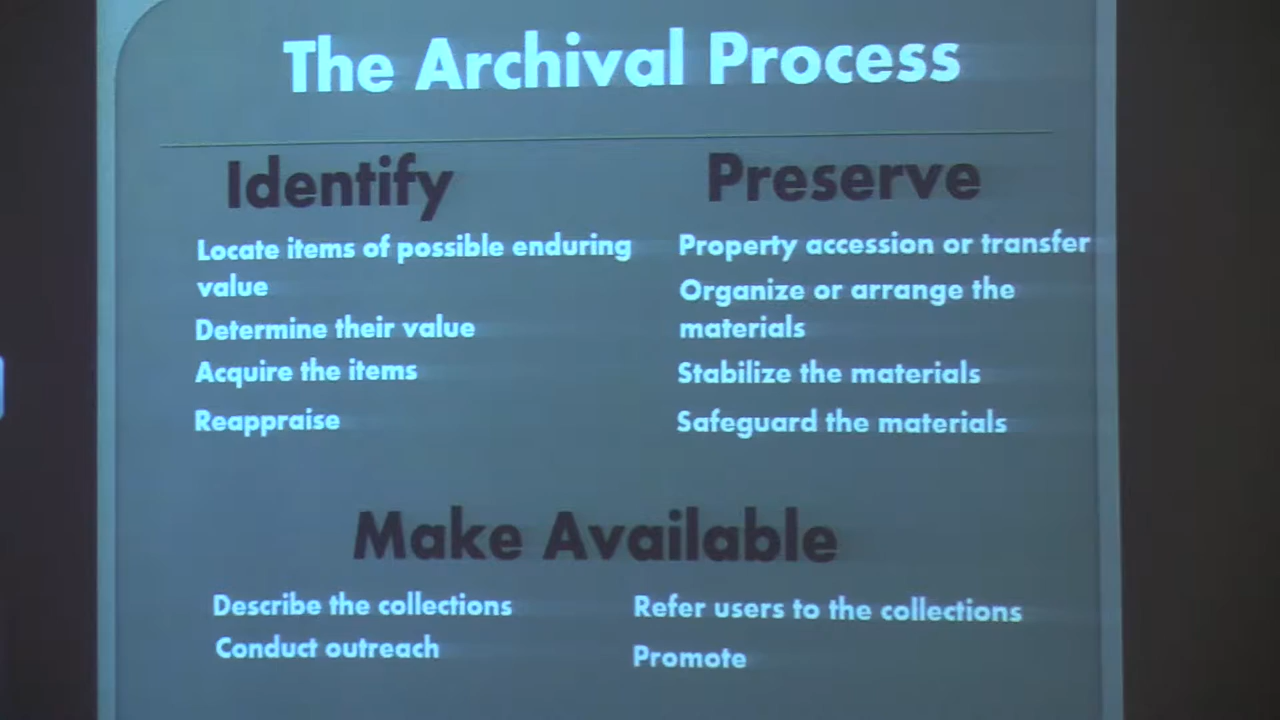 The Archival Process
Identify
Locate items of possible enduring
value
Determine their value
Acquire the items
Reappraise
Preserve
Property accession or transfer
Organize or arrange the
materials
Stabilize the materials
Safeguard the materials
Make Available
Describe the collections
Conduct outreach
Refer users to the collections
Promote